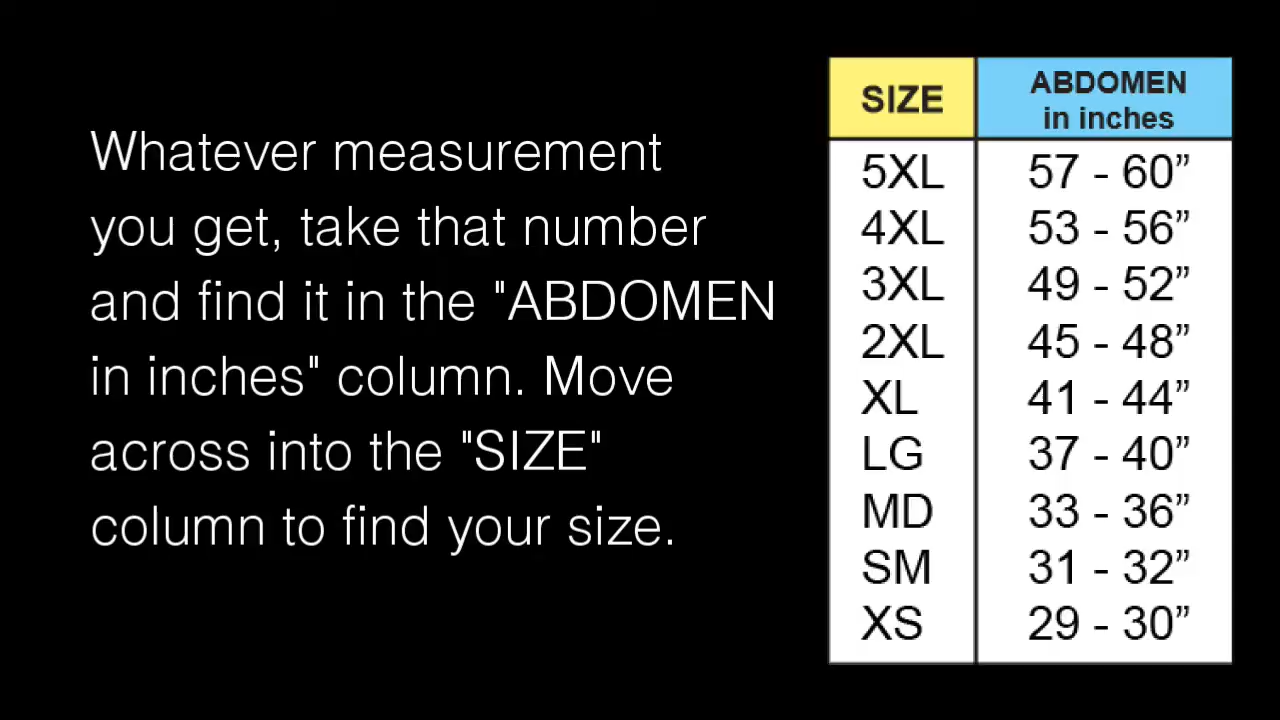 Whatever measurement
you get, take that number
and find it in the "ABDOMEN
in inches" column. Move
across into the "SIZE"
column to find your size.
SIZE ABDOMEN
in inches
5XL 57 - 60”
4XL 53 - 56”
3XL 49 - 52”
2XL 45 - 48”
XL 41 - 44”
LG 37 - 40”
MD 33 - 36”
SM 31 - 32”
XS 29 - 30”